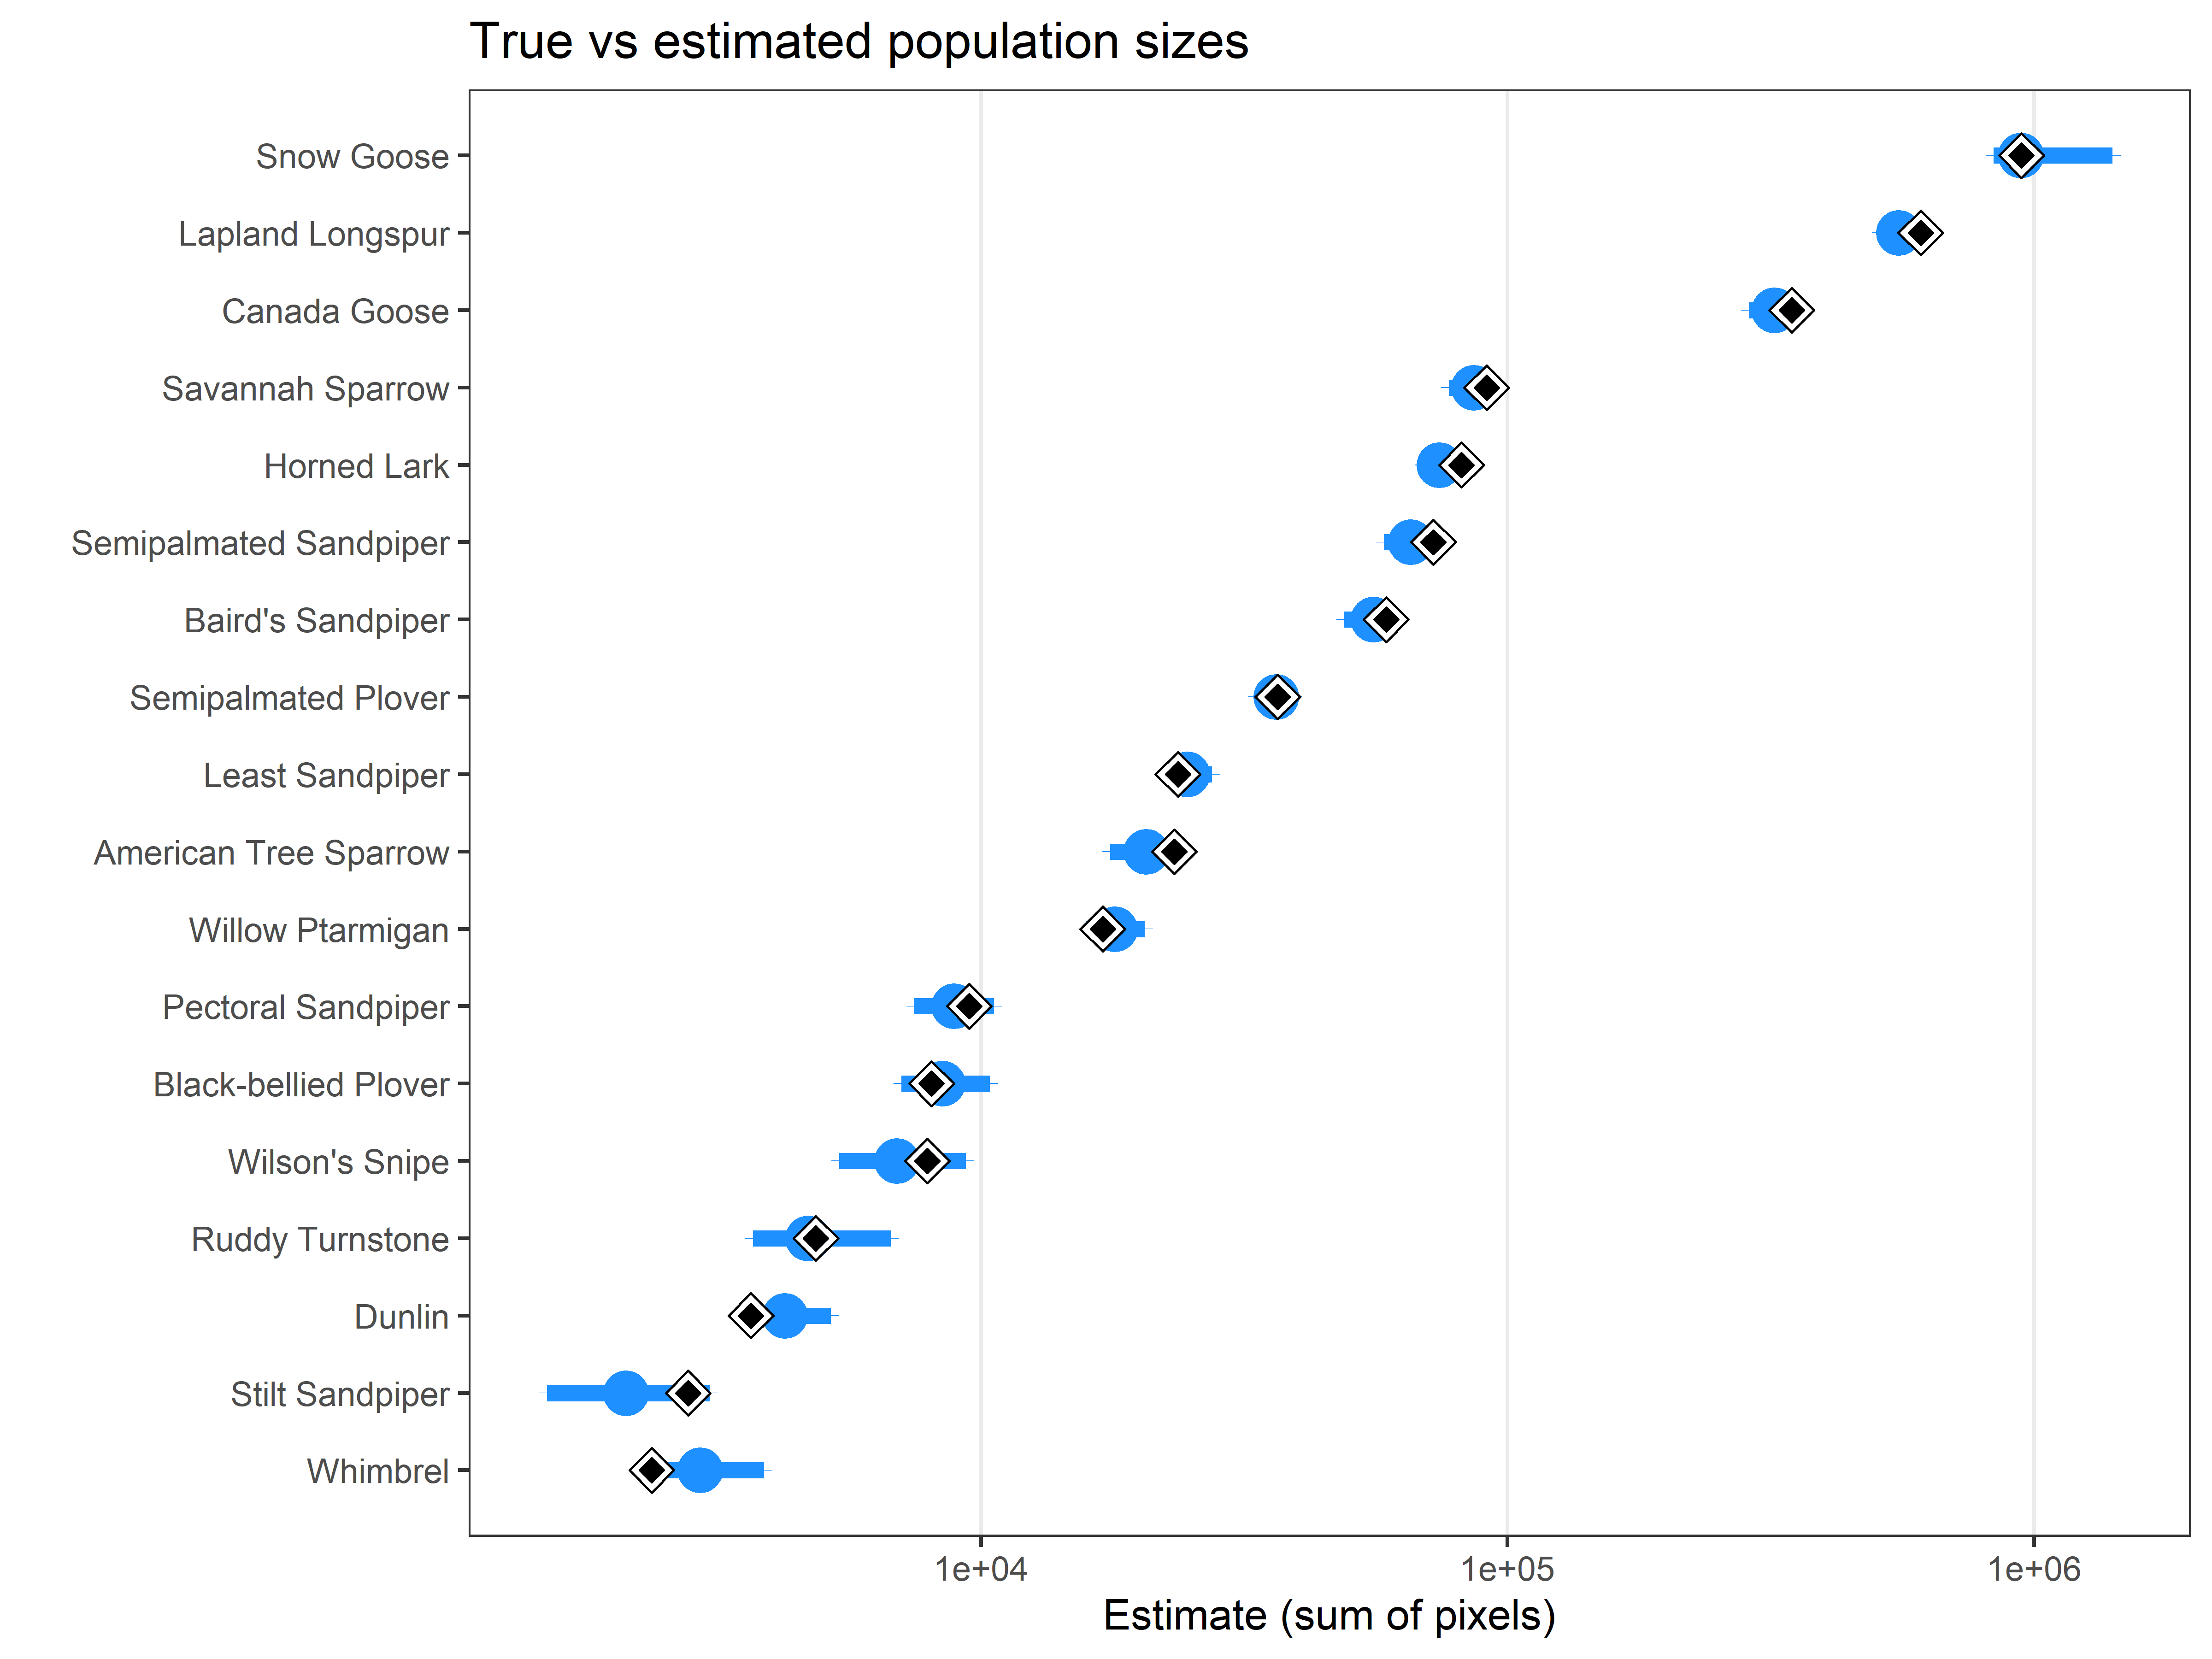 True vs estimated population sizes
Snow Goose
Lapland Longspur
Canada Goose
Savannah Sparrow
Horned Lark
Semipalmated Sandpiper
Baird's Sandpiper
Semipalmated Plover
Least Sandpiper
American Tree Sparrow
Willow Ptarmigan
Pectoral Sandpiper
Black-bellied Plover
Wilson's Snipe
Ruddy Turnstone
Dunlin
Stilt Sandpiper
Whimbrel
1e+04 1e+05 1e+06
Estimate (sum of pixels)